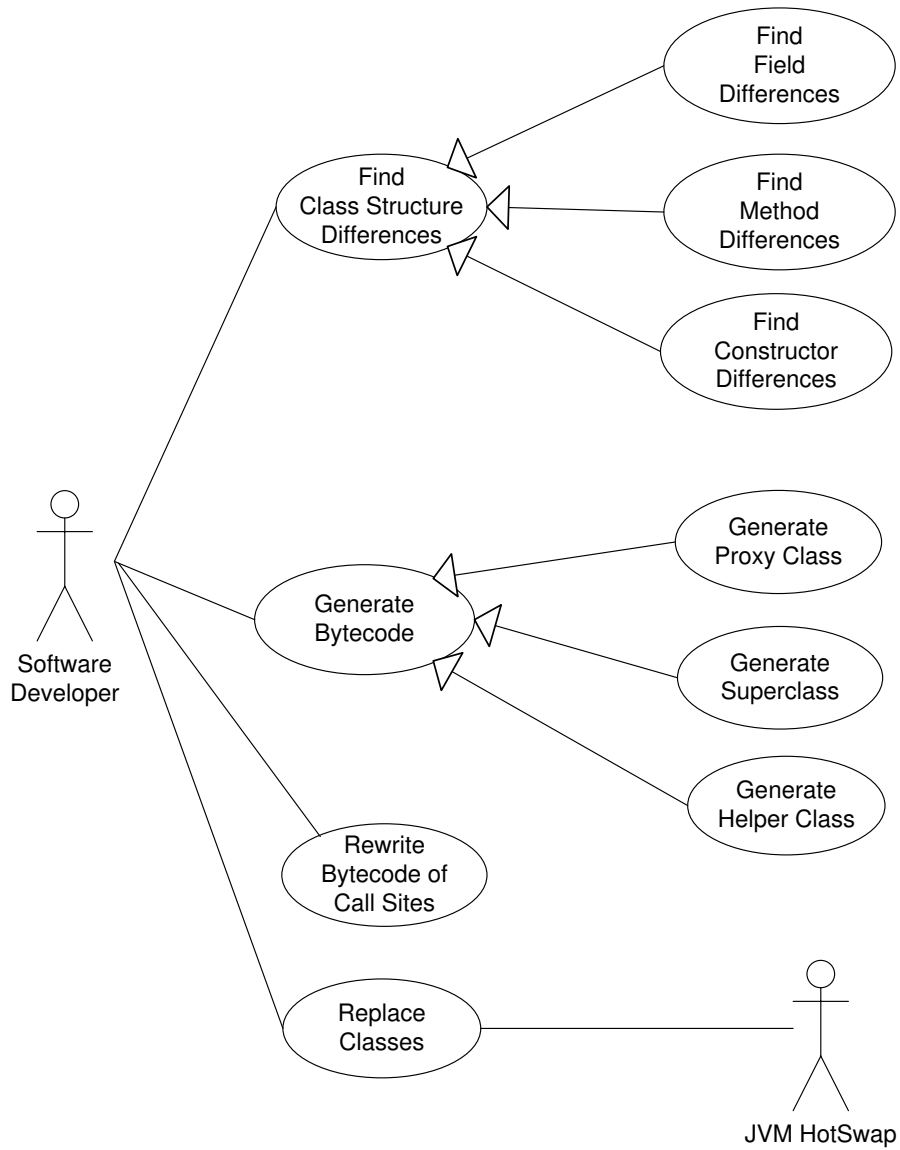 Find
Field
Differences
Find
Class Structure
Differences
Find
Method
Differences
Find
Constructor
Differences
Software
Developer
Generate
Bytecode
Generate
Proxy Class
Generate
Superclass
Generate
Helper Class
Rewrite
Bytecode of
Call Sites
Replace
Classes
JVM HotSwap